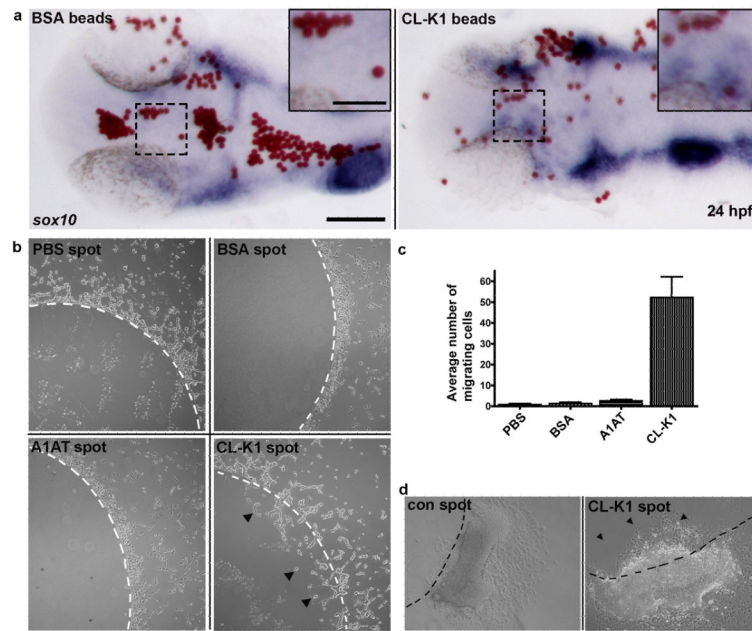 a
BSA beads
CL-K1 beads
sox10
24 hpf
b
PBS spot
BSA spot
A1AT spot
CL-K1 spot
c
Average number of
migrating cells
60
50
40
30
20
10
0
PBS
BSA
A1AT
CL-K1
d
con spot
CL-K1 spot